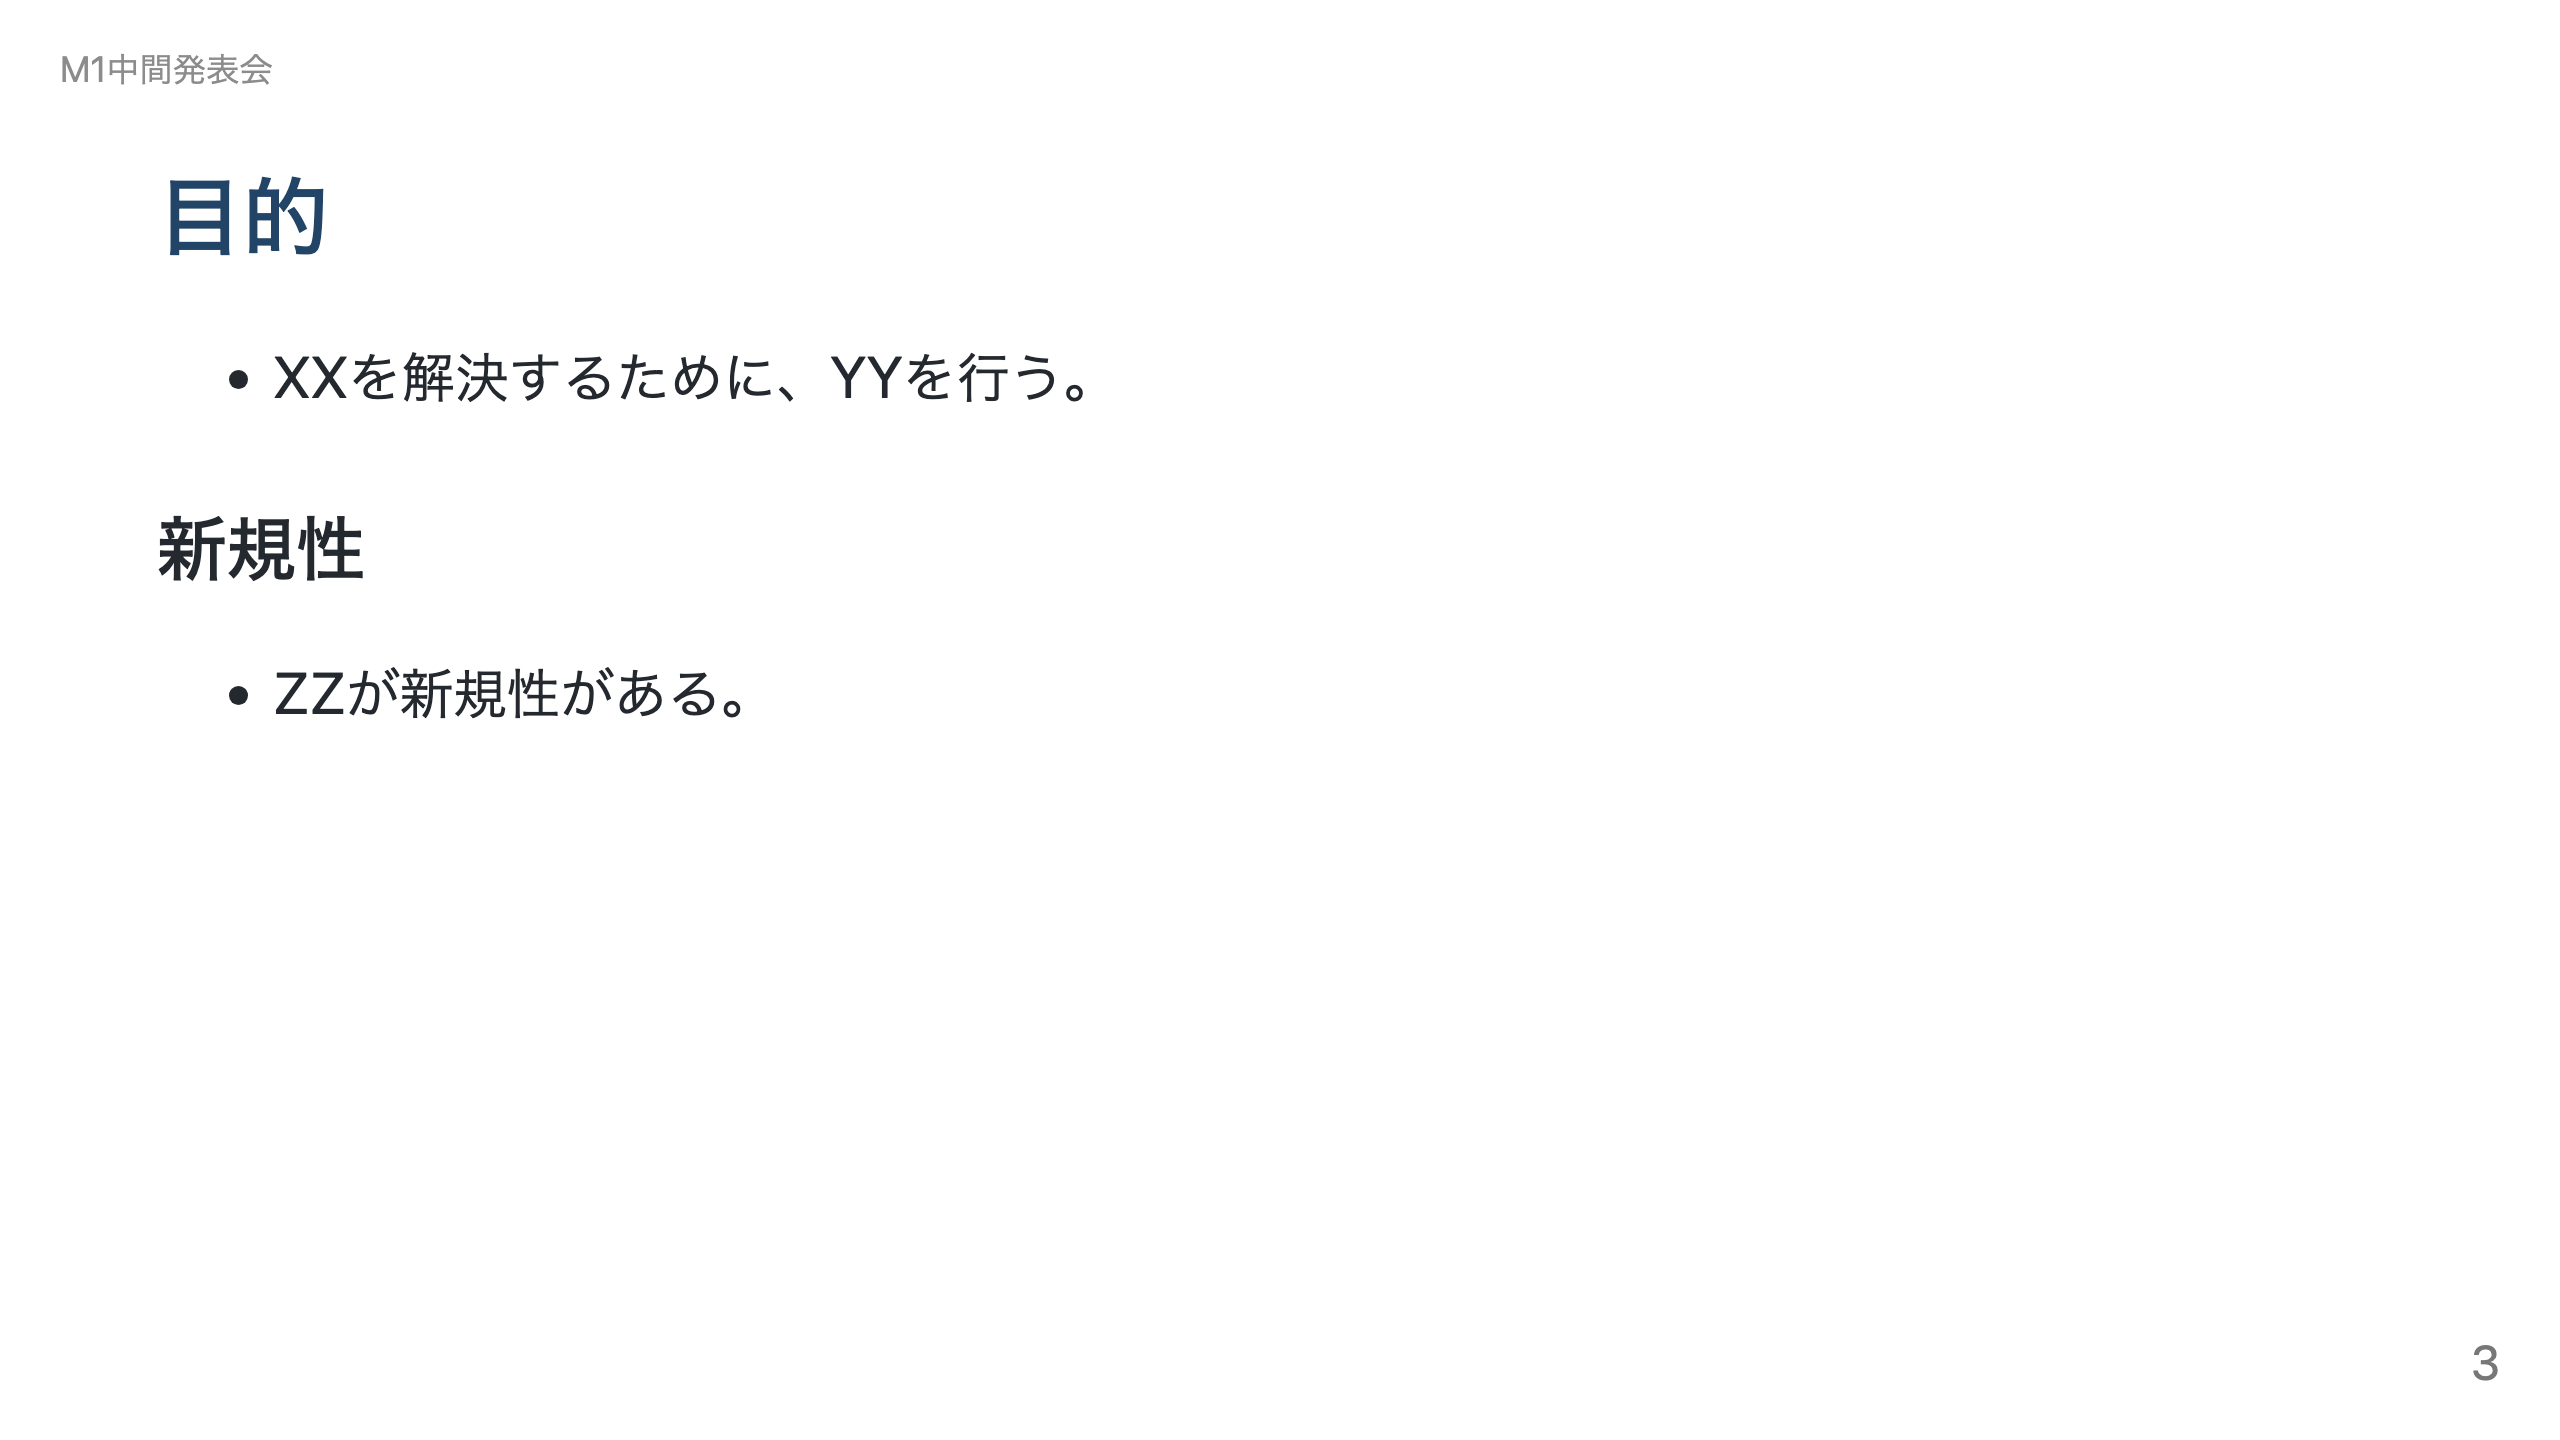 M1中間発表会
目的
• XXを解決するために、YYを行う。
新規性
• ZZが新規性がある。
3